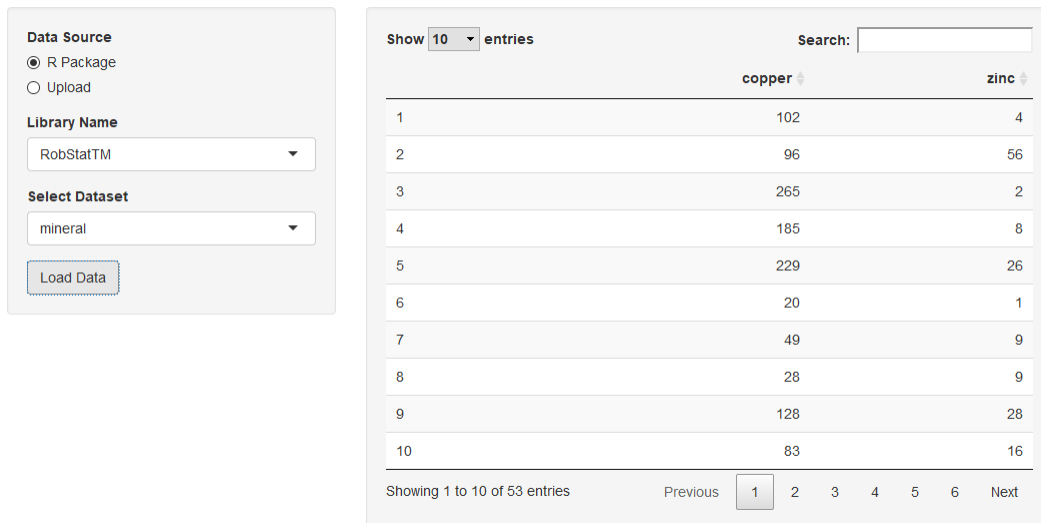 Data Source
R Package
Upload
Library Name
RobStatTM
Select Dataset
mineral
Load Data
Show 10 entries Search:
copper zinc
1 102 4
2 96 56
3 265 2
4 185 8
5 229 26
6 20 1
7 49 9
8 28 9
9 128 28
10 83 16
Showing 1 to 10 of 53 entries Previous 1 2 3 4 5 6 Next